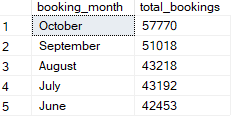 booking_month total_bookings
1 October 57770
2 September 51018
3 August 43218
4 July 43192
5 June 42453